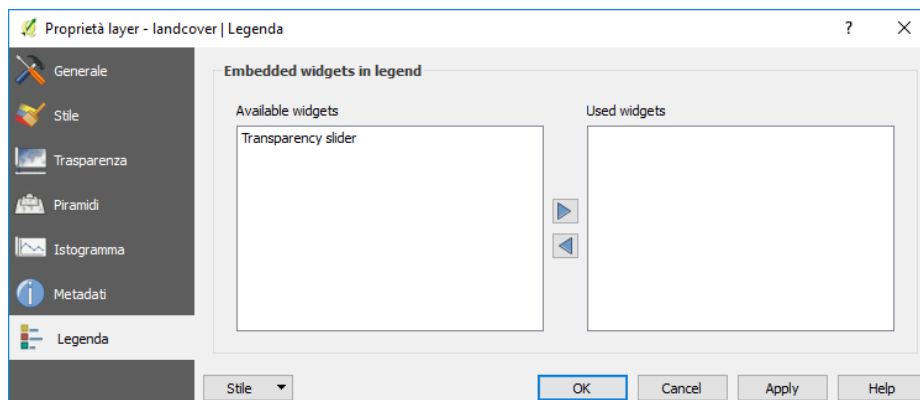 Proprietà layer - landcover | Legenda
?
Generale
Stile
Trasparenza
Piramidi
Istogramma
Metadati
Legenda
Embedded widgets in legend
Available widgets
Transparency slider
Used widgets
Stile
OK
Cancel
Apply
Help